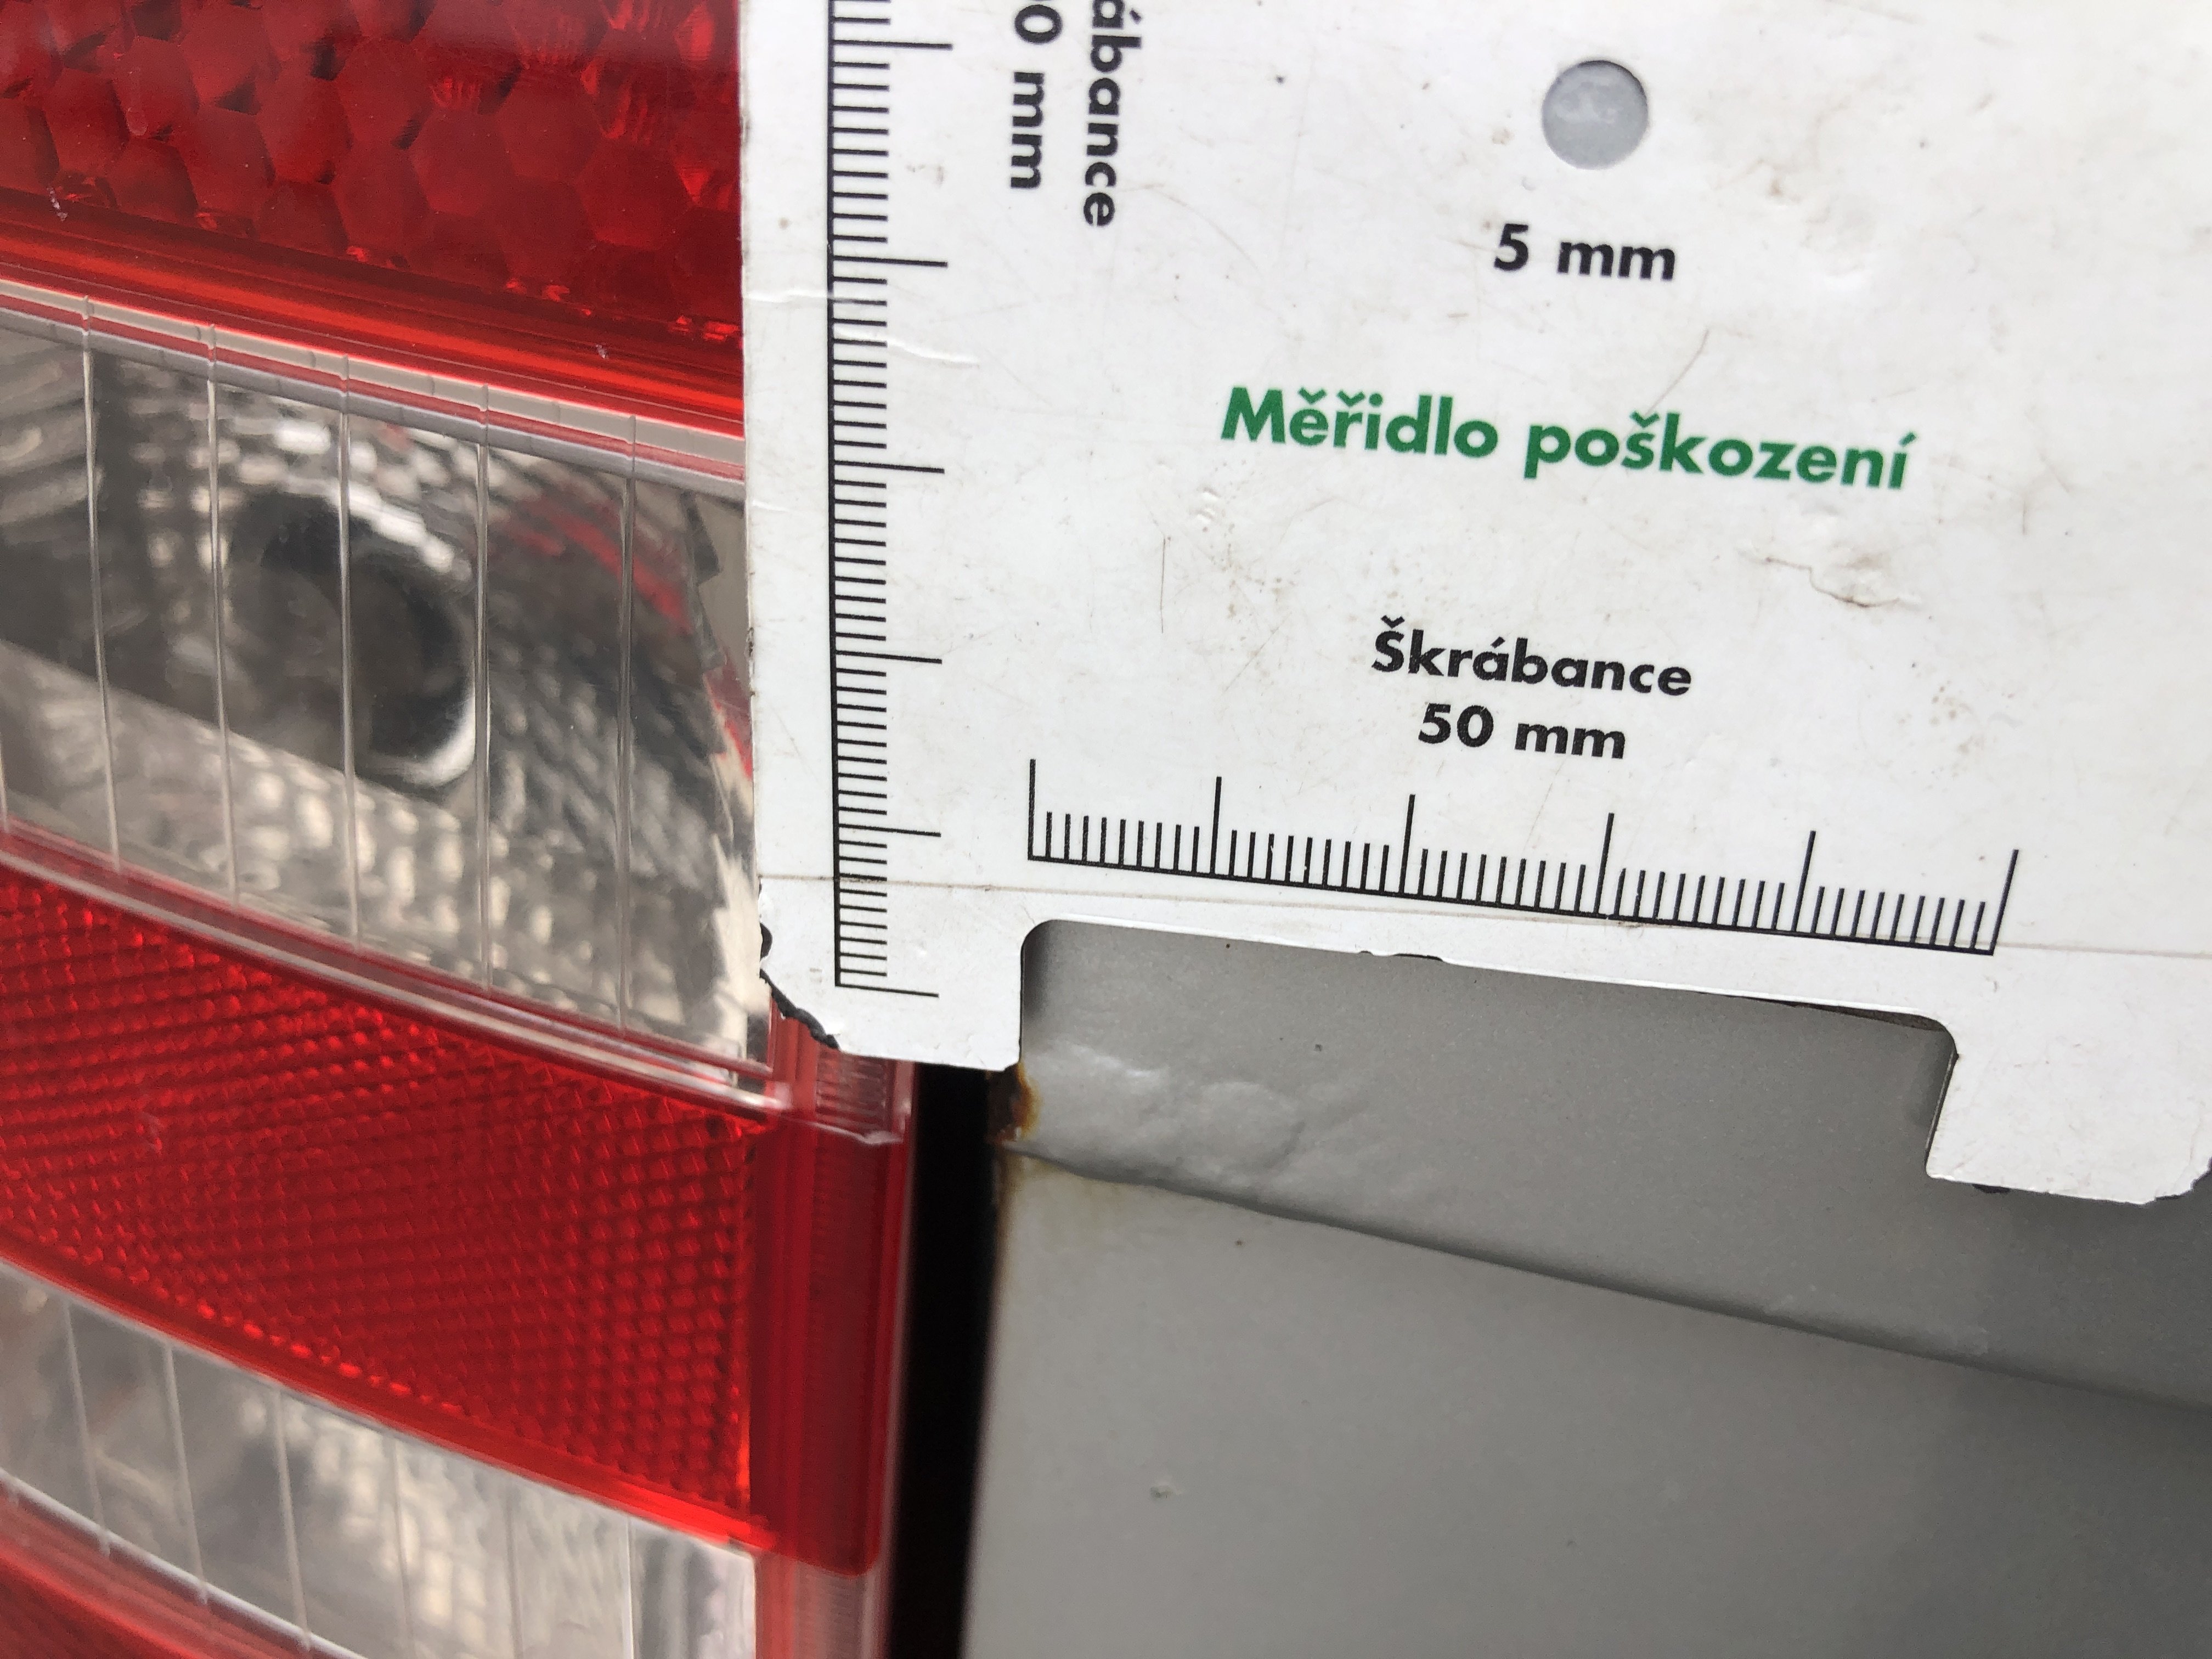 5 mm
Měřidlo poškození
Škrábance
50 mm